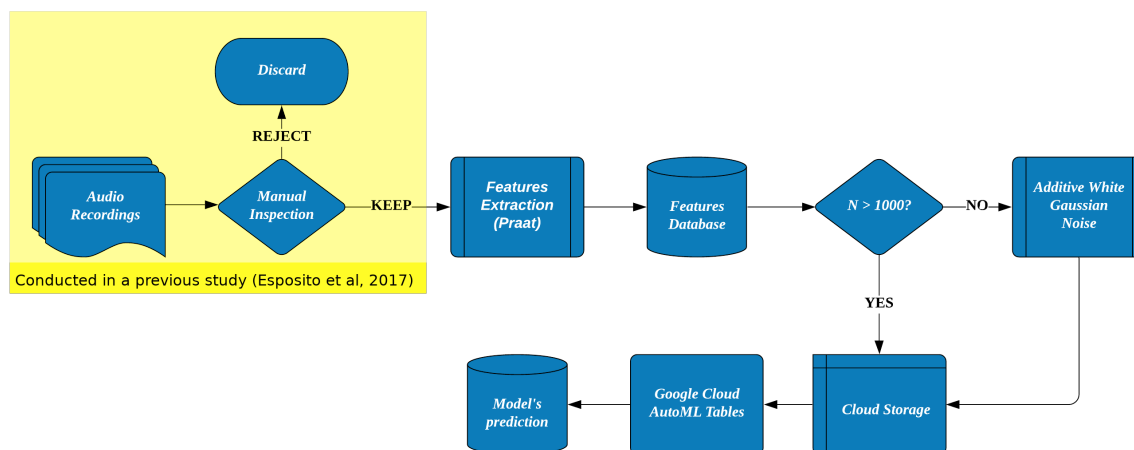 Discard
REJECT
Audio
Recordings
Manual
Inspection
KEEP
Features
Extraction
(Praat)
Features
Database
N > 1000?
NO
Additive White
Gaussian
Noise
Conducted in a previous study (Esposito et al, 2017)
YES
Model's
prediction
Google Cloud
AutoML Tables
Cloud Storage